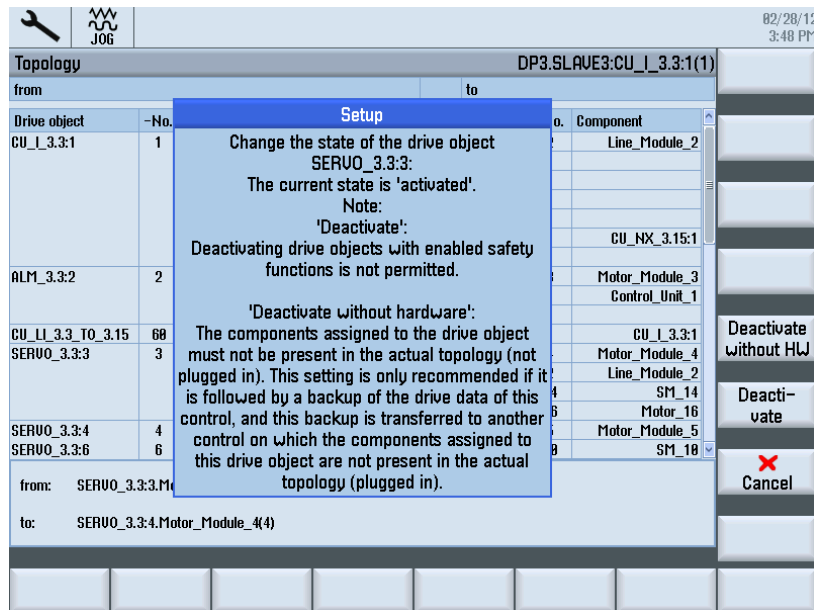 JOG
02/28/12
3:48 PM
Topology DP3.SLAVE3:CU_I_3.3:1(1)
from to
Drive object -No. o. Component
CU_I_3.3:1 1 Line_Module_2
CU_NX_3.15:1
ALM_3.3:2 2 Motor_Module_3
Control_Unit_1
CU_LI_3.3_TO_3.15 60 CU_I_3.3:1
SERVO_3.3:3 3 Motor_Module_4
Line_Module_2
4 SM_14
6 Motor_16
SERVO_3.3:4 4 Motor_Module_5
SERVO_3.3:6 6 SM_10
Setup
Change the state of the drive object
SERVO_3.3:3:
The current state is 'activated'.
Note:
'Deactivate':
Deactivating drive objects with enabled safety
functions is not permitted.
'Deactivate without hardware':
The components assigned to the drive object
must not be present in the actual topology (not
plugged in). This setting is only recommended if it
is followed by a backup of the drive data of this
control, and this backup is transferred to another
control on which the components assigned to
this drive object are not present in the actual
topology (plugged in).
from: SERVO_3.3:3.M
to: SERVO_3.3:4.Motor_Module_4(4)
Deactivate
without HW
Deacti-
vate
Cancel